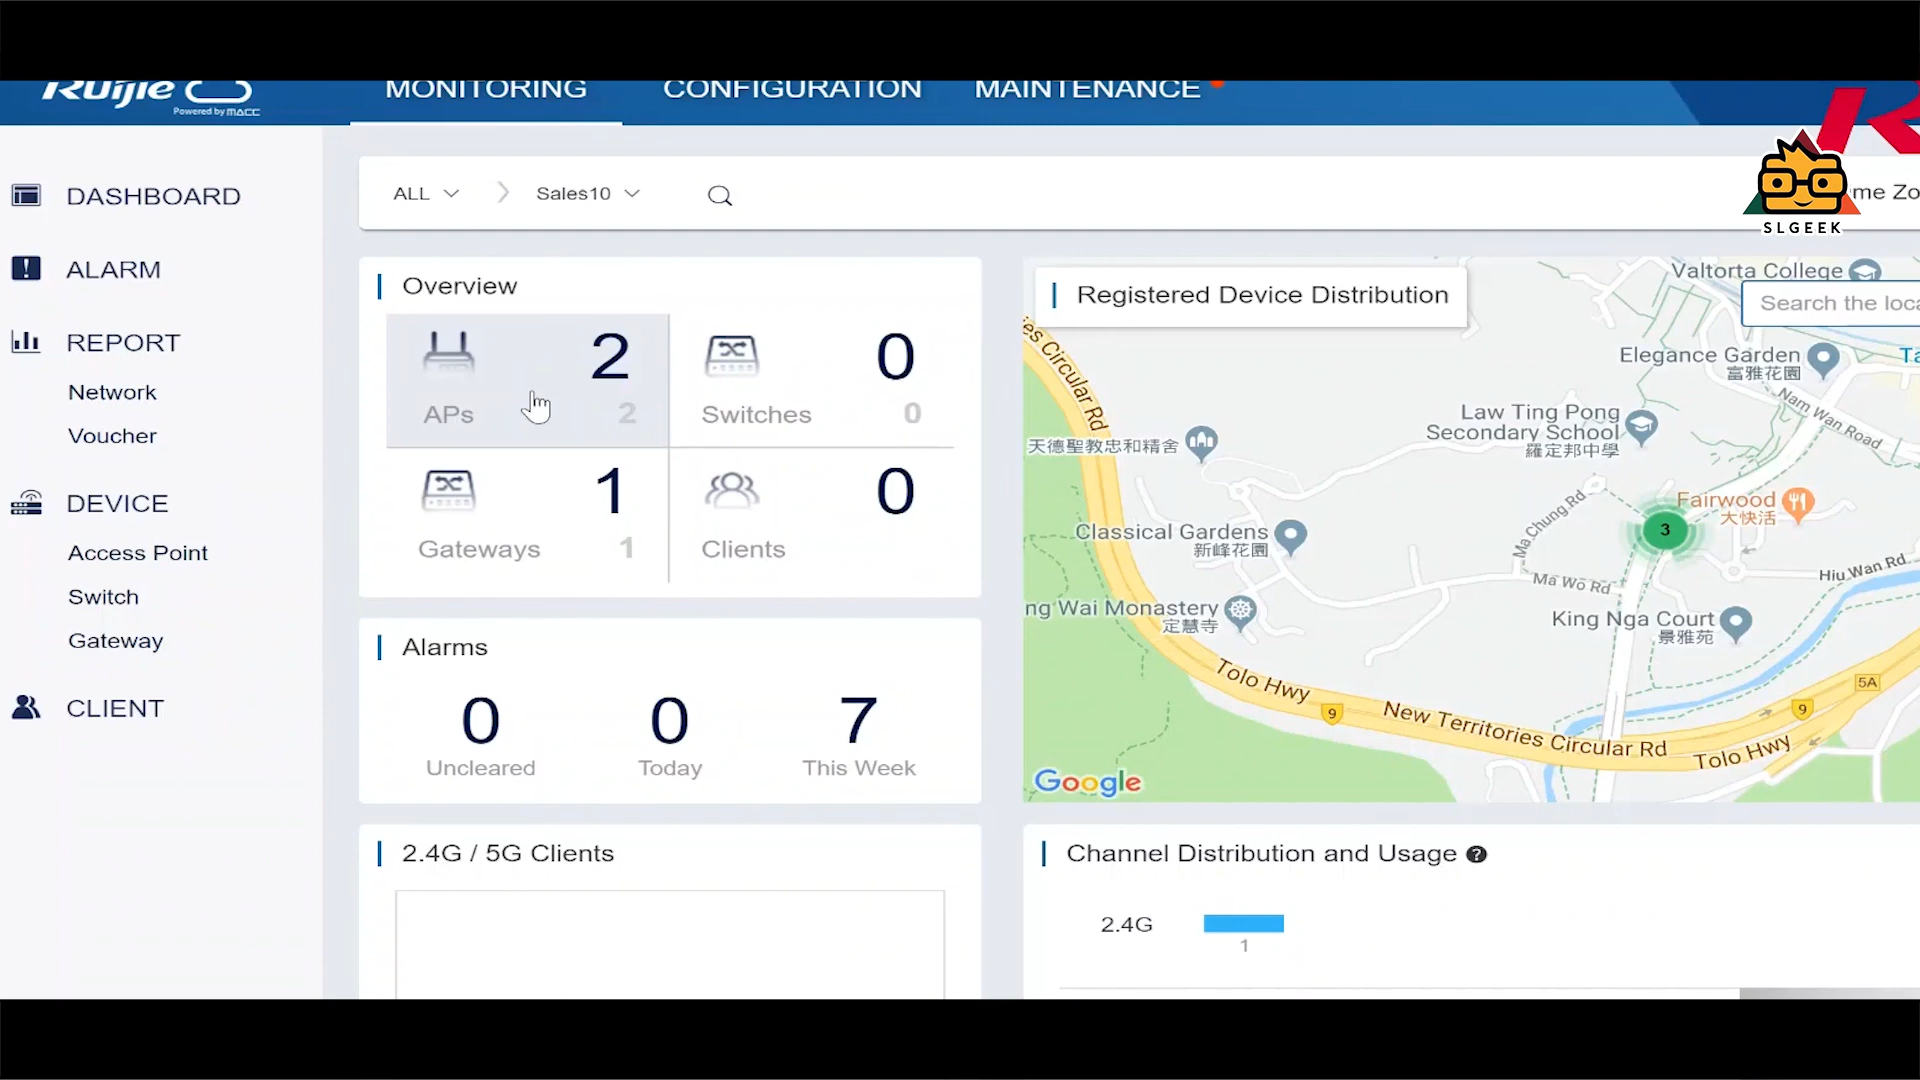 Ruijie
Powered by MACC
MONITORING
CONFIGURATION
MAINTENANCE
DASHBOARD
ALARM
REPORT
Network
Voucher
DEVICE
Access Point
Switch
Gateway
CLIENT
ALL
Sales10
me Zo
SLGEEK
Overview
2
APs
2
0
Switches
0
1
Gateways
1
0
Clients
Alarms
0
Uncleared
0
Today
7
This Week
2.4G / 5G Clients
Registered Device Distribution
Search the loca
Valtorta College
Elegance Garden
富雅花園
Ta
Law Ting Pong
Secondary School
羅定邦中學
Nam Wan Road
es Circular Rd
天德聖教忠和精舍
Fairwood
大快活
3
Ma Chung Rd
Classical Gardens
新峰花園
Ma Wo Rd
Hiu Wan Rd
ng Wai Monastery
定慧寺
King Nga Court
景雅苑
Tolo Hwy
9
New Territories Circular Rd
5A
9
Tolo Hwy
Google
Channel Distribution and Usage ?
2.4G
1